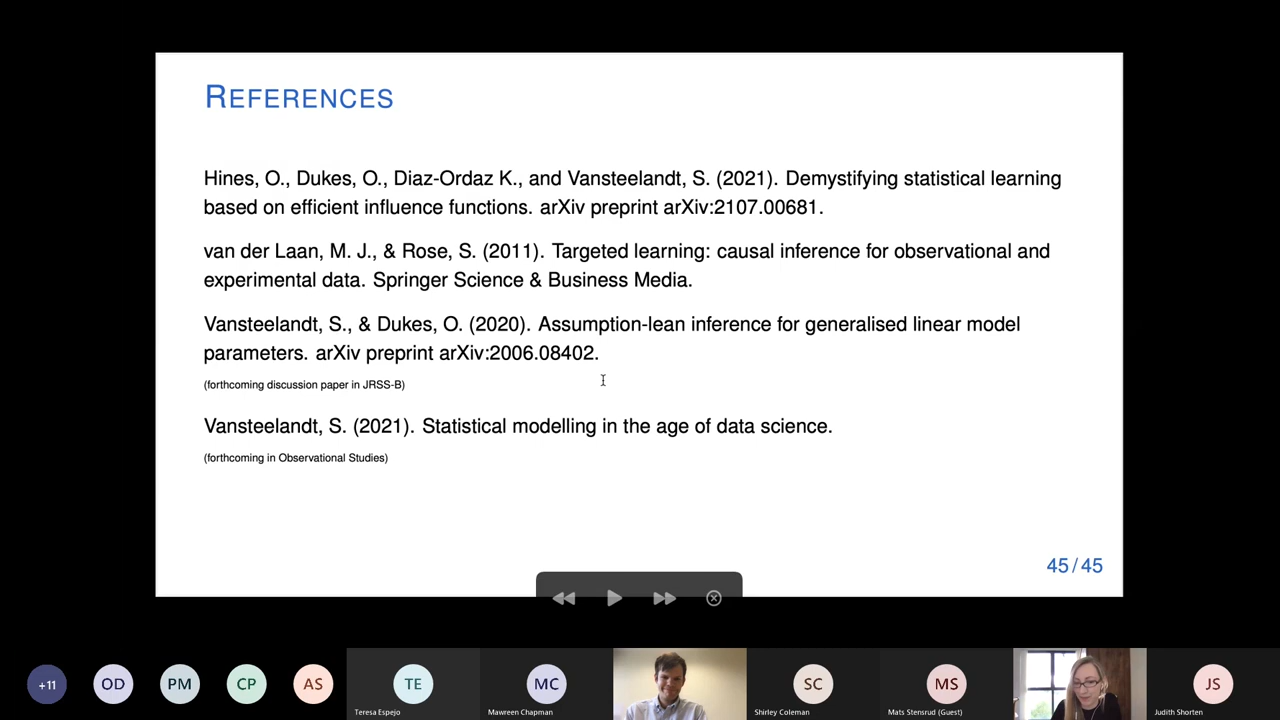 REFERENCES
Hines, O., Dukes, O., Diaz-Ordaz K., and Vansteelandt, S. (2021). Demystifying statistical learning
based on efficient influence functions. arXiv preprint arXiv:2107.00681.
van der Laan, M. J., & Rose, S. (2011). Targeted learning: causal inference for observational and
experimental data. Springer Science & Business Media.
Vansteelandt, S., & Dukes, O. (2020). Assumption-lean inference for generalised linear model
parameters. arXiv preprint arXiv:2006.08402.
(forthcoming discussion paper in JRSS-B)
Vansteelandt, S. (2021). Statistical modelling in the age of data science.
(forthcoming in Observational Studies)
45/45
+11
OD
PM
CP
AS
TE
MC
SC
MS
JS
Teresa Espejo
Mawreen Chapman
Shirley Coleman
Mats Stensrud (Guest)
Judith Shorten